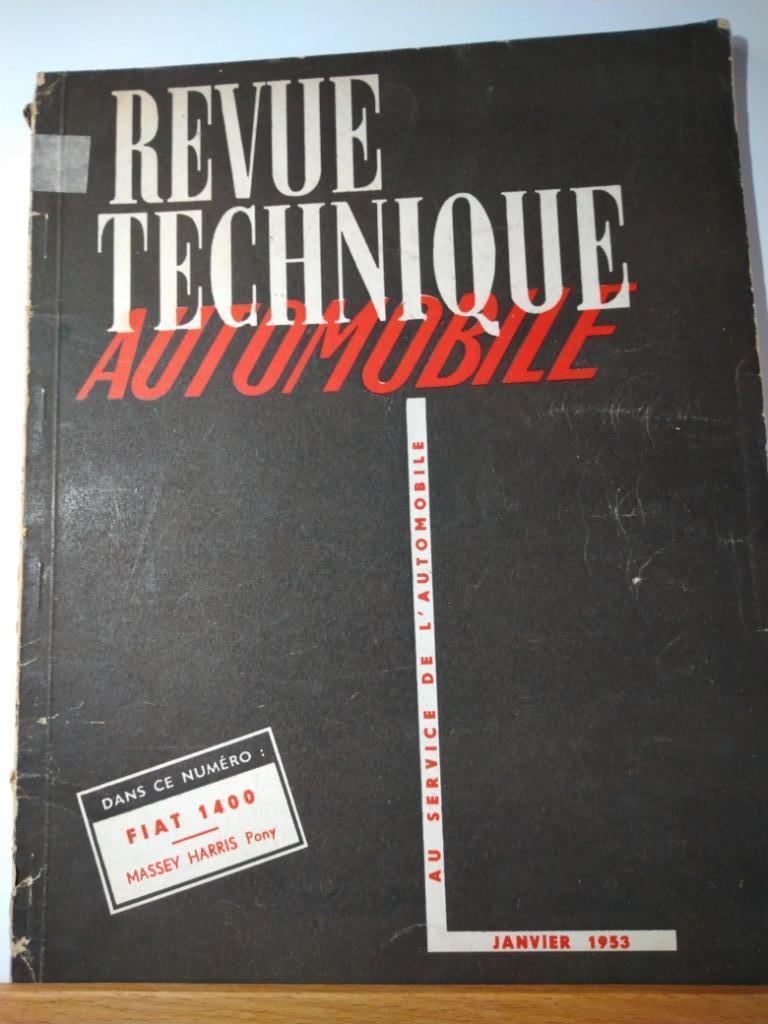 REVUE
TECHNIQUE
AUTOMOBILE
AU SERVICE DE L'AUTOMOBILE
DANS CE NUMÉRO :
FIAT 1400
MASSEY HARRIS Pony
JANVIER 1953